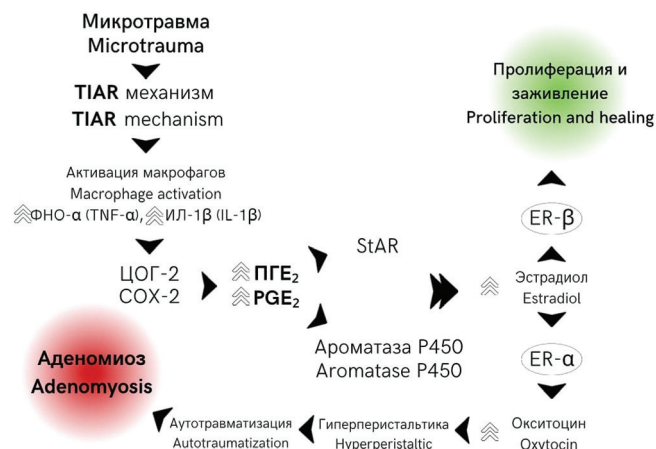 Микротравма
Microtrauma
TIAR механизм
TIAR mechanism
Активация макрофагов
Macrophage activation
ФНО-α (TNF-α), ИЛ-1β (IL-1β)
ЦОГ-2
COX-2
ПГЕ₂
PGE₂
StAR
Ароматаза P450
Aromatase P450
Эстрадиол
Estradiol
ER-β
Пролиферация и
заживление
Proliferation and healing
ER-α
Окситоцин
Oxytocin
Гиперперистальтика
Hyperperistaltic
Аутотравматизация
Autotraumatization
Аденомиоз
Adenomyosis